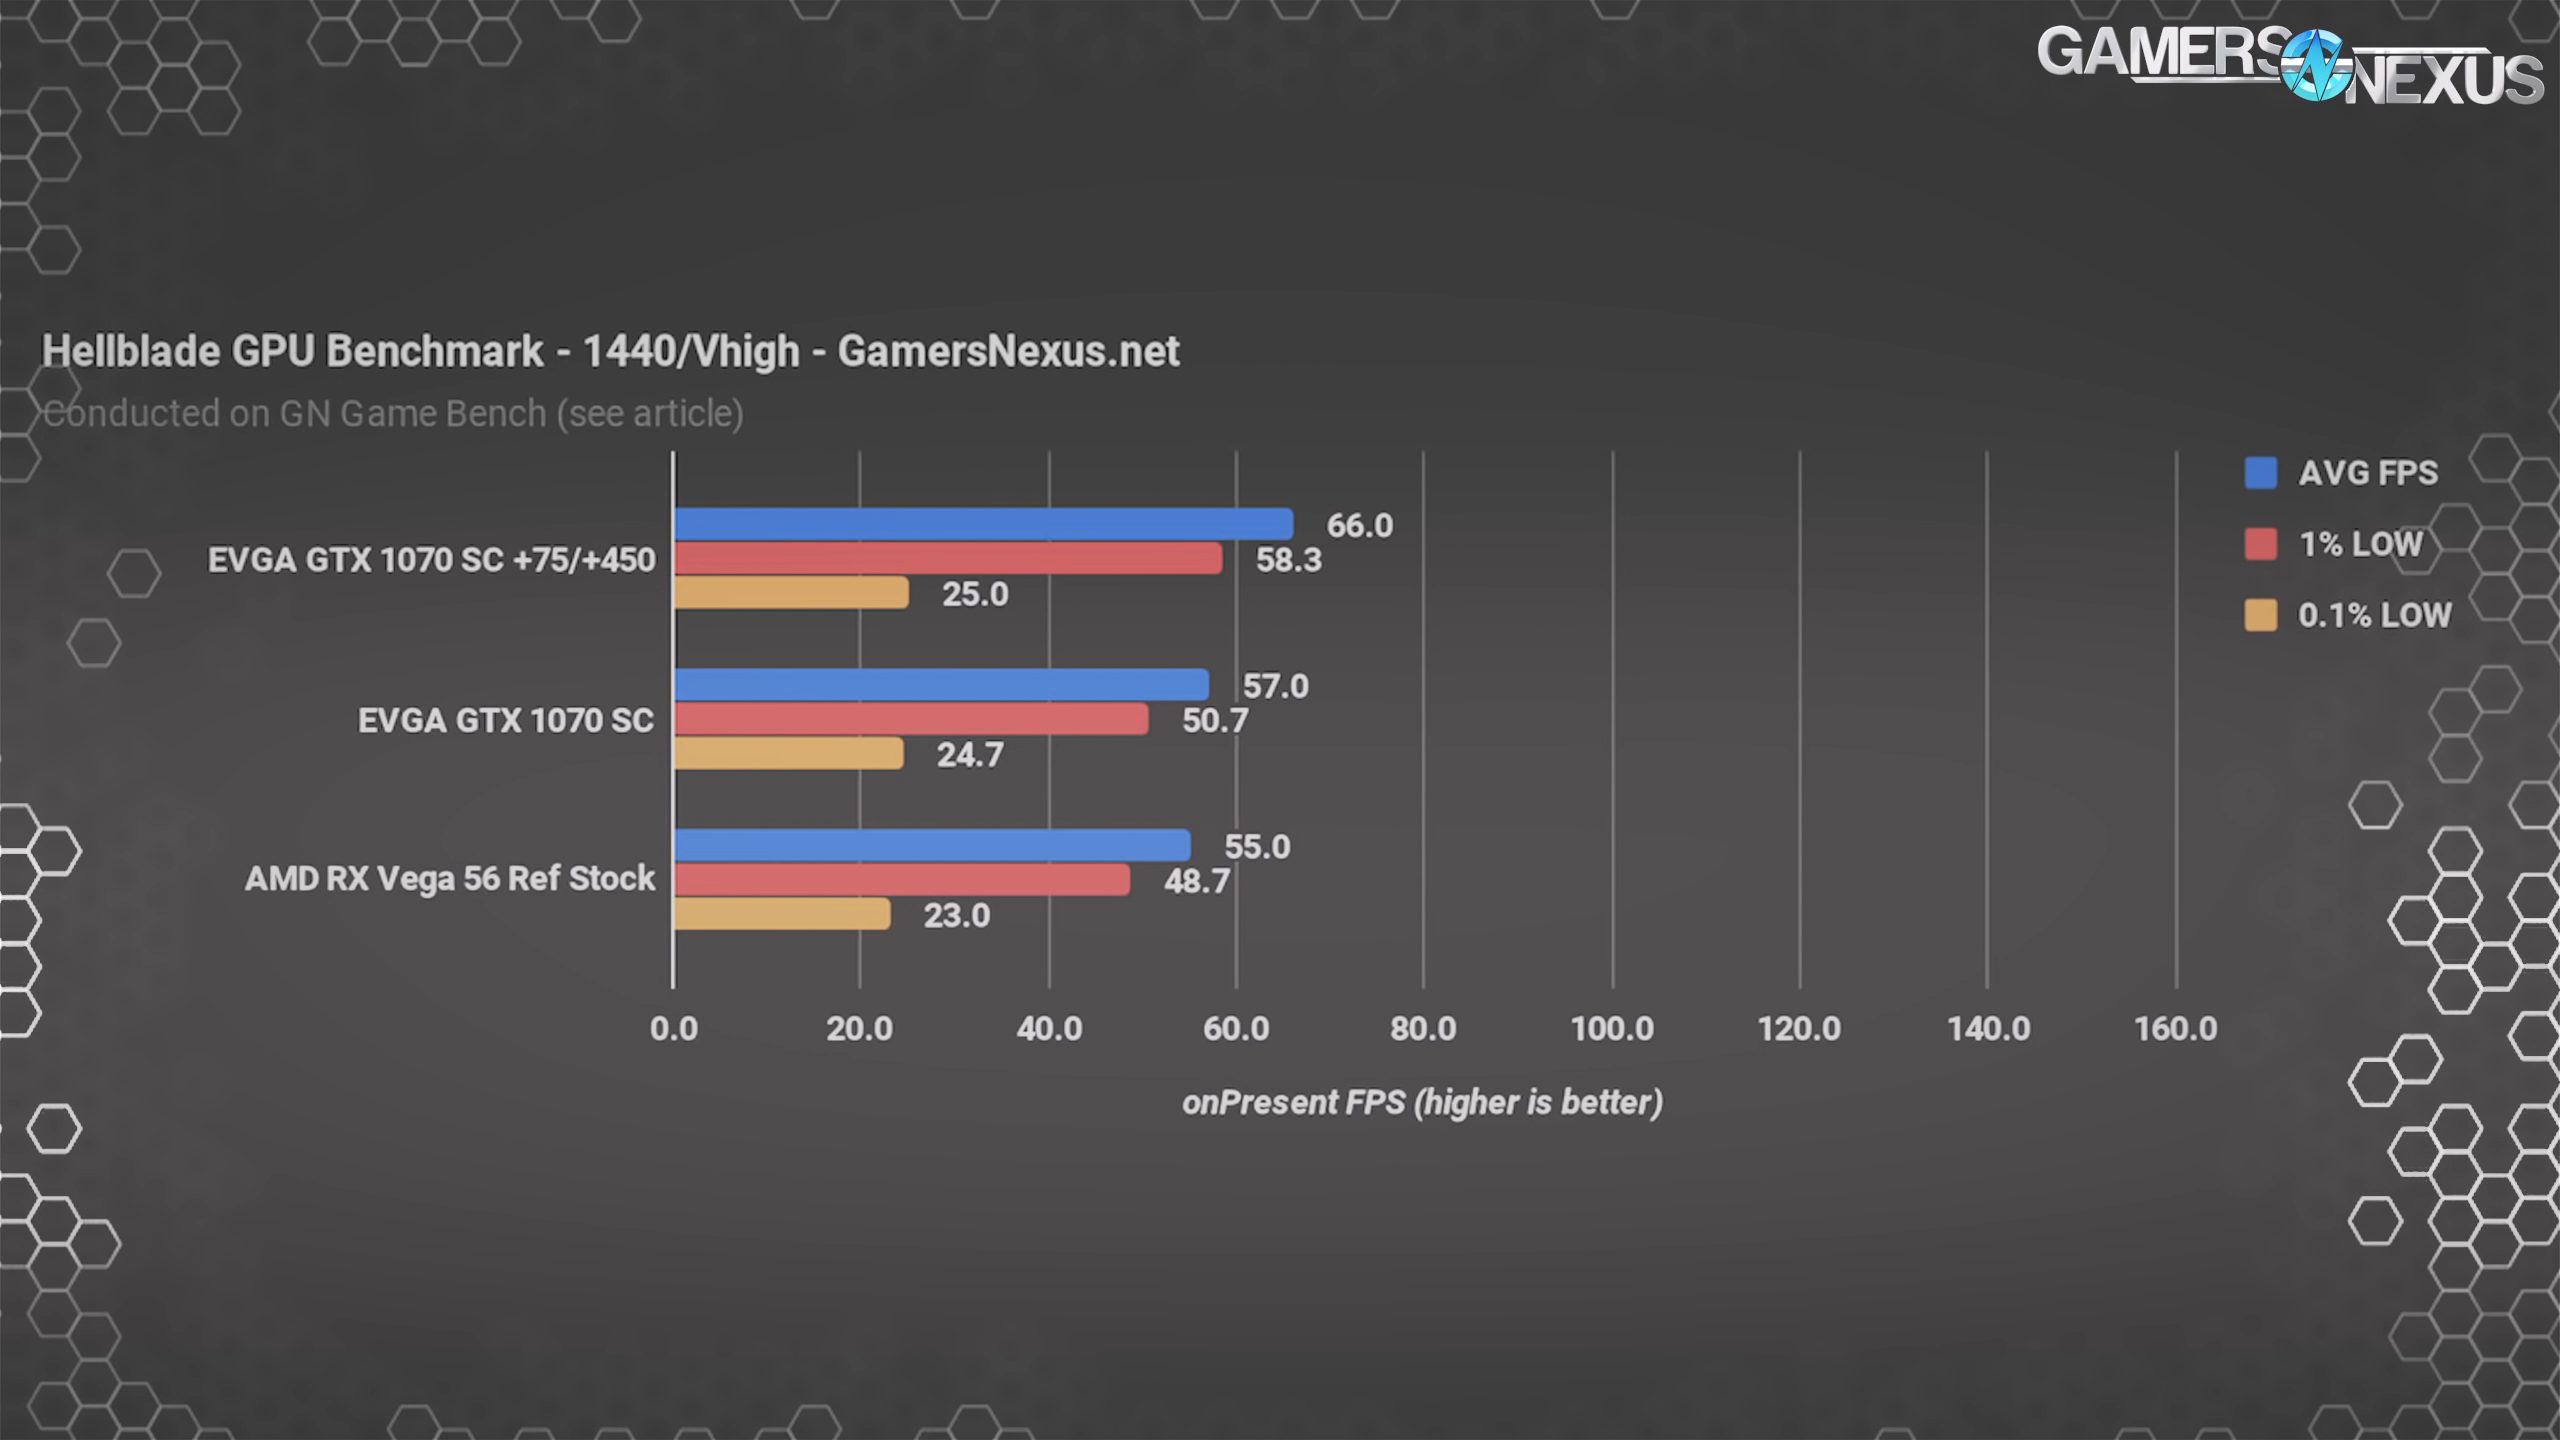 GAMERS NEXUS
Hellblade GPU Benchmark - 1440/Vhigh - GamersNexus.net
Conducted on GN Game Bench (see article)
AVG FPS
1% LOW
0.1% LOW
EVGA GTX 1070 SC +75/+450
66.0
58.3
25.0
EVGA GTX 1070 SC
57.0
50.7
24.7
AMD RX Vega 56 Ref Stock
55.0
48.7
23.0
0.0 20.0 40.0 60.0 80.0 100.0 120.0 140.0 160.0
onPresent FPS (higher is better)